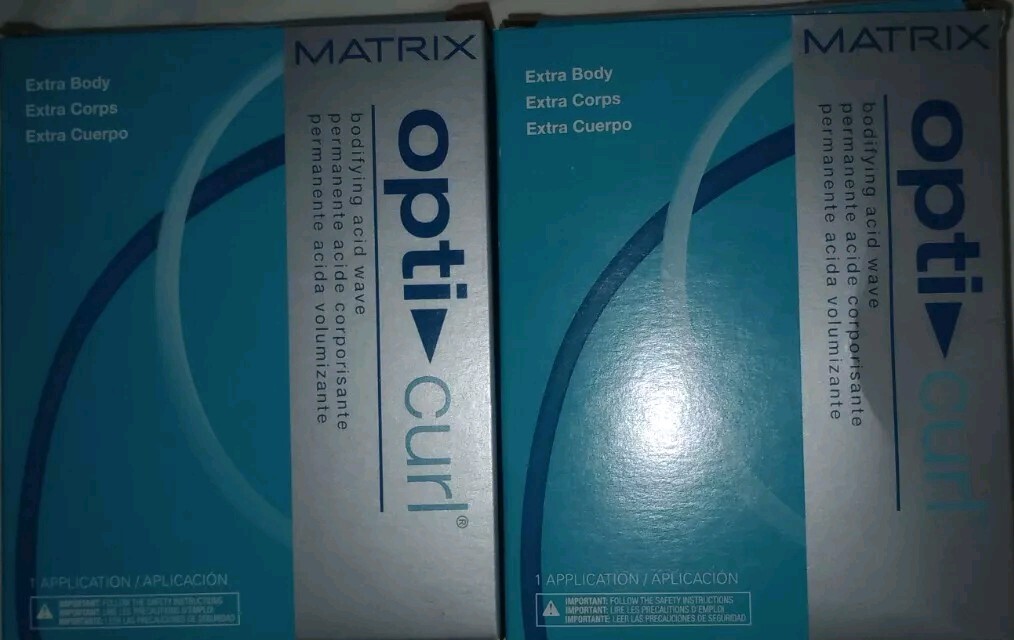 MATRIX
Extra Body
Extra Corps
Extra Cuerpo
opti curl®
bodifying acid wave
permanente acide corporisante
permanente acida volumizante
1 APPLICATION / APLICACIÓN
IMPORTANT: FOLLOW THE SAFETY INSTRUCTIONS
IMPORTANT: LIRE LES PRECAUTIONS D'EMPLOI
IMPORTANTE: LEER LAS PRECAUCIONES DE SEGURIDAD
MATRIX
Extra Body
Extra Corps
Extra Cuerpo
opti curl
bodifying acid wave
permanente acide corporisante
permanente acida volumizante
1 APPLICATION / APLICACIÓN
IMPORTANT: FOLLOW THE SAFETY INSTRUCTIONS
IMPORTANT: LIRE LES PRECAUTIONS D'EMPLOI
IMPORTANTE: LEER LAS PRECAUCIONES DE SEGURIDAD